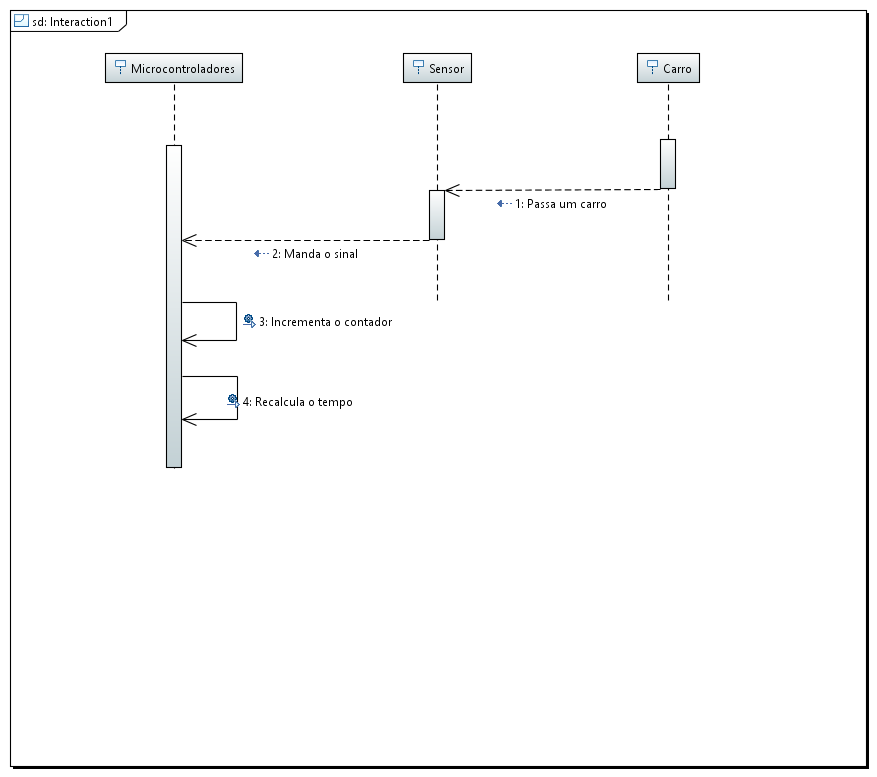 sd: Interaction1
Microcontroladores
Sensor
Carro
1: Passa um carro
2: Manda o sinal
3: Incrementa o contador
4: Recalcula o tempo